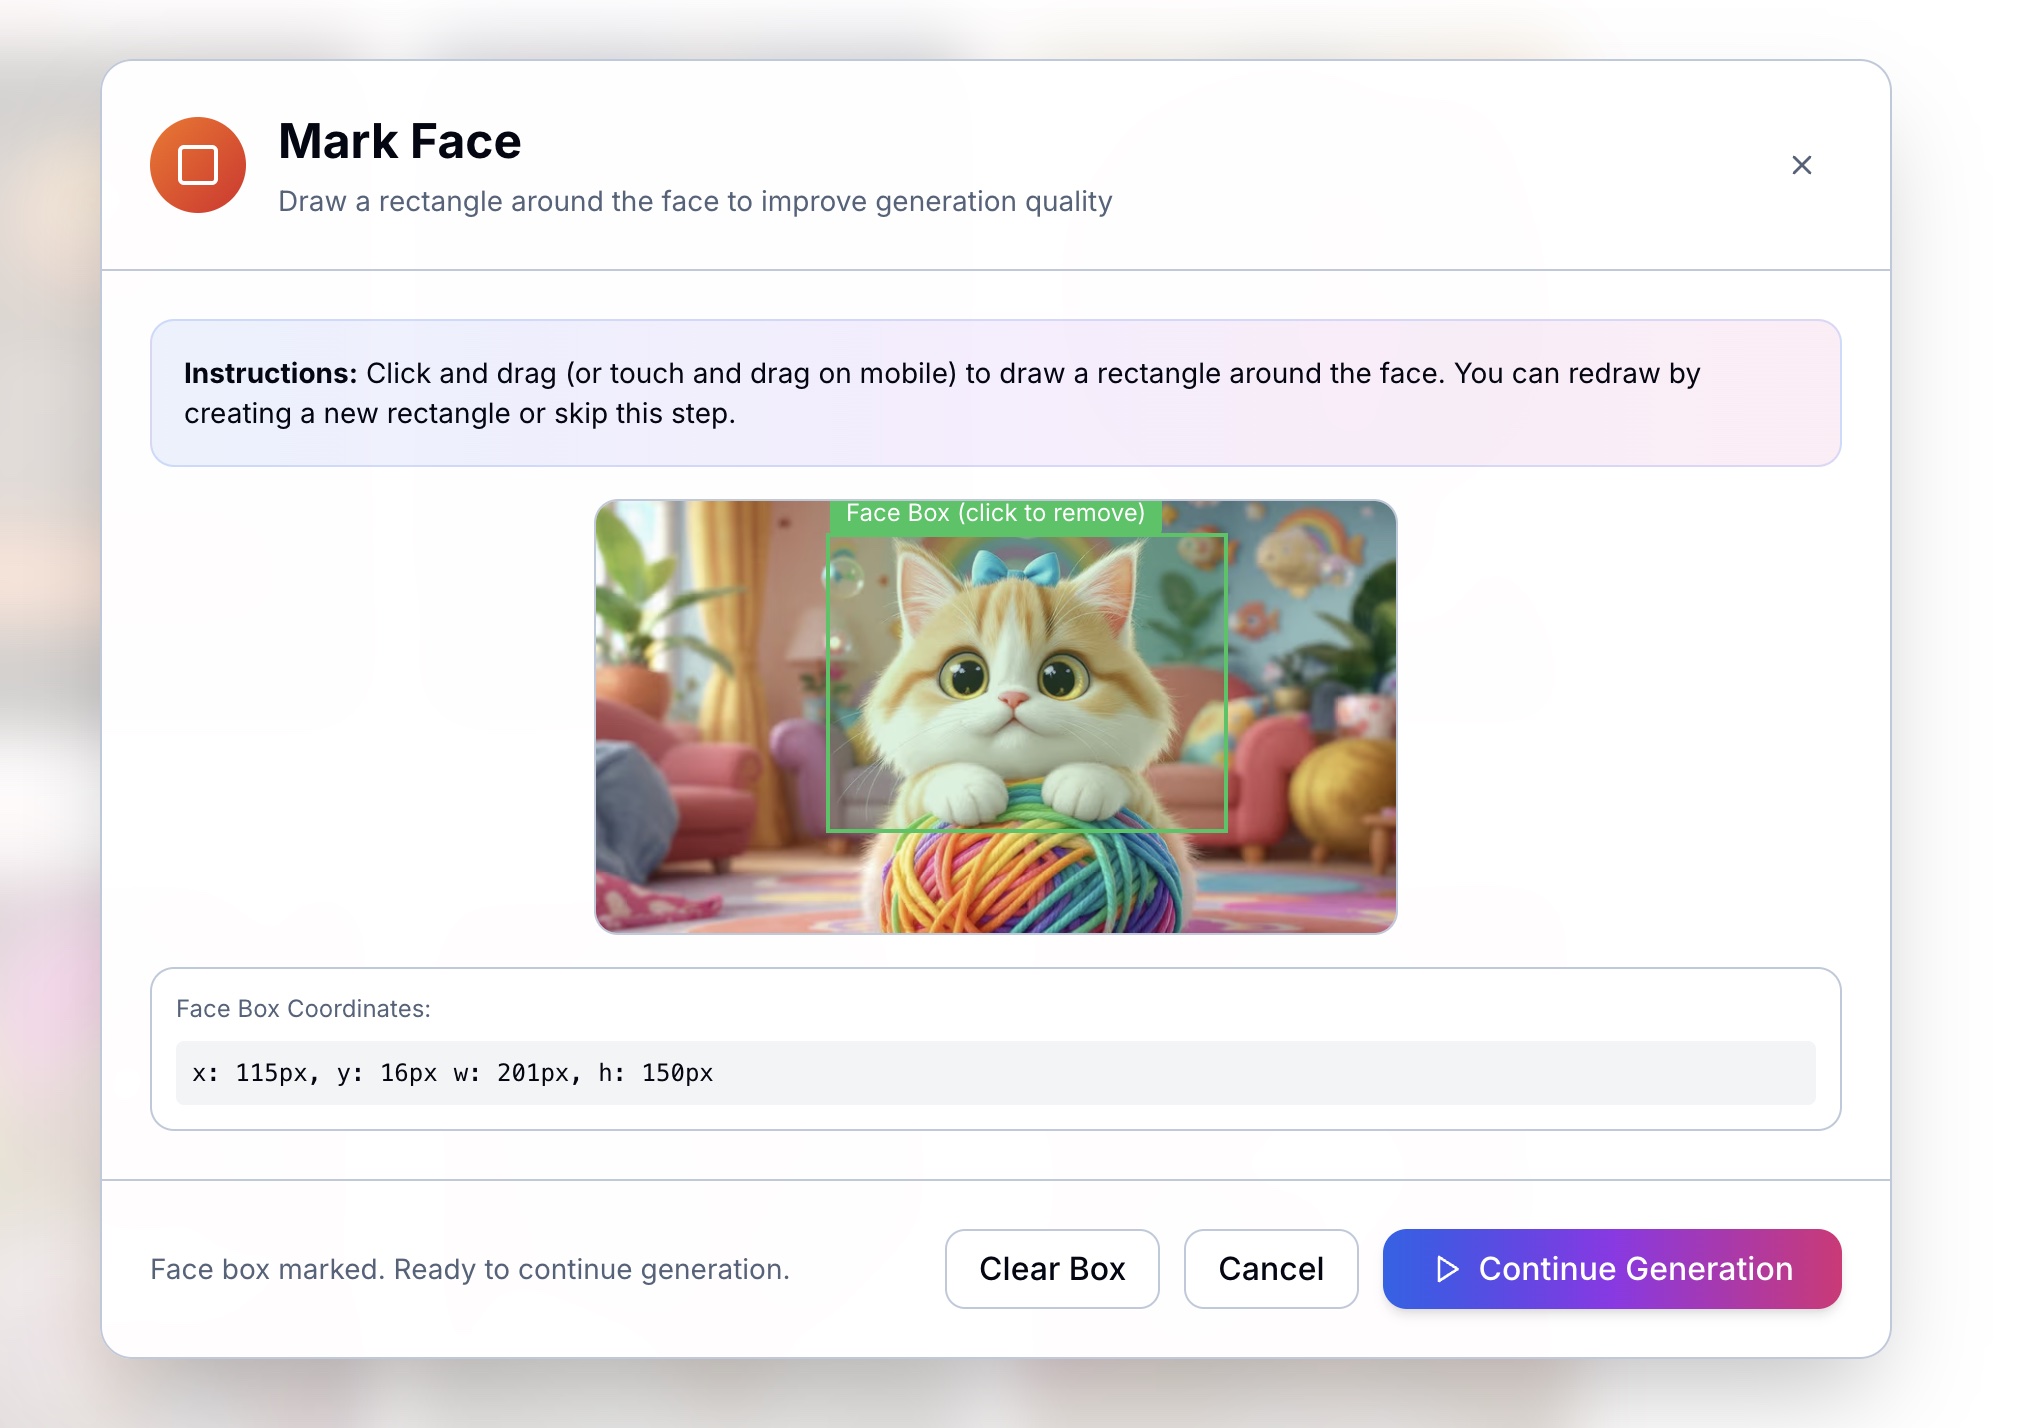 Mark Face
Draw a rectangle around the face to improve generation quality
Instructions: Click and drag (or touch and drag on mobile) to draw a rectangle around the face. You can redraw by
creating a new rectangle or skip this step.
Face Box (click to remove)
Face Box Coordinates:
x: 115px, y: 16px w: 201px, h: 150px
Face box marked. Ready to continue generation.
Clear Box
Cancel
Continue Generation